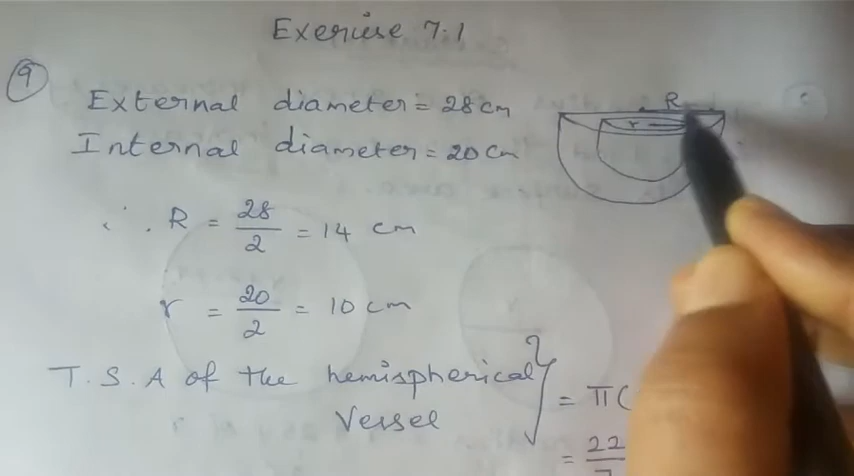 Exercise 7.1
9
External diameter = 28 cm
Internal diameter = 20 cm
R
r
∴ R = 28/2 = 14 cm
r = 20/2 = 10 cm
T.S.A of the hemispherical
Vessel
= π(
= 22/7